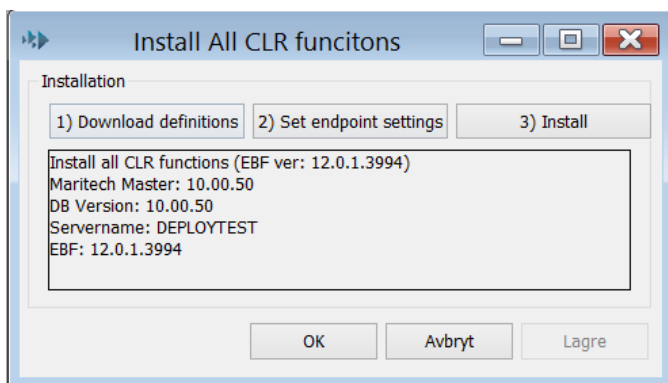 Install All CLR funcitons
Installation
1) Download definitions 2) Set endpoint settings 3) Install
Install all CLR functions (EBF ver: 12.0.1.3994)
Maritech Master: 10.00.50
DB Version: 10.00.50
Servername: DEPLOYTEST
EBF: 12.0.1.3994
OK Avbryt Lagre